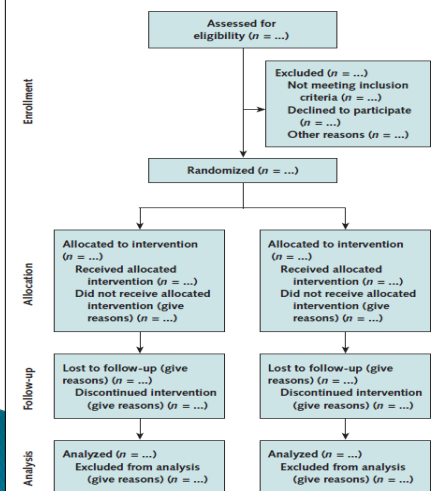 Assessed for
eligibility (n = ...)
Enrollment
Excluded (n = ...)
Not meeting inclusion
criteria (n = ...)
Declined to participate
(n = ...)
Other reasons (n = ...)
Randomized (n = ...)
Allocation
Allocated to intervention
(n = ...)
Received allocated
intervention (n = ...)
Did not receive allocated
intervention (give
reasons) (n = ...)
Allocated to intervention
(n = ...)
Received allocated
intervention (n = ...)
Did not receive allocated
intervention (give
reasons) (n = ...)
Follow-up
Lost to follow-up (give
reasons) (n = ...)
Discontinued intervention
(give reasons) (n = ...)
Lost to follow-up (give
reasons) (n = ...)
Discontinued intervention
(give reasons) (n = ...)
Analysis
Analyzed (n = ...)
Excluded from analysis
(give reasons) (n = ...)
Analyzed (n = ...)
Excluded from analysis
(give reasons) (n = ...)